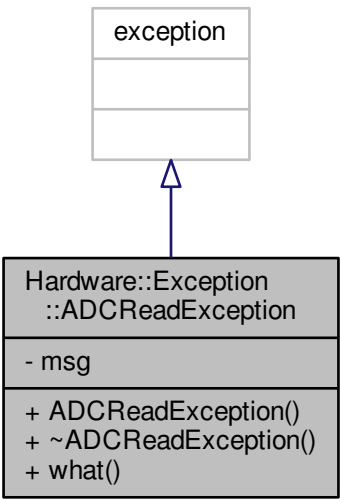 exception
Hardware::Exception
::ADCReadException
- msg
+ ADCReadException()
+ ~ADCReadException()
+ what()